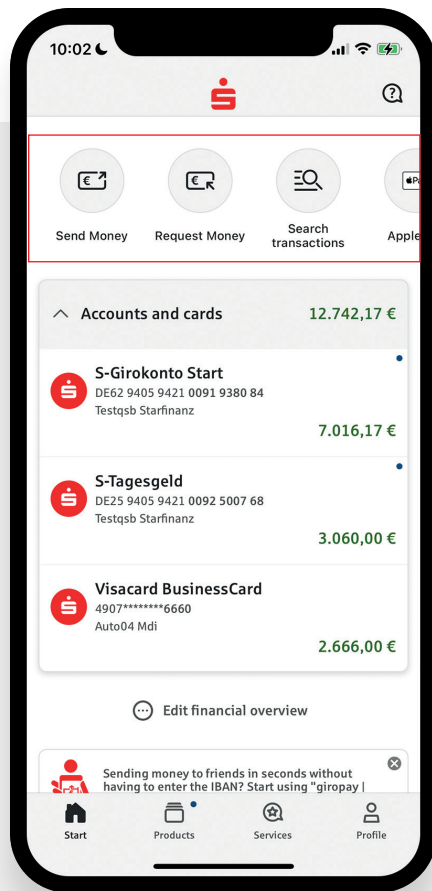 10:02
Send Money
Request Money
Search
transactions
Apple
Accounts and cards
12.742,17 €
S-Girokonto Start
DE62 9405 9421 0091 9380 84
Testqsb Starfinanz
7.016,17 €
S-Tagesgeld
DE25 9405 9421 0092 5007 68
Testqsb Starfinanz
3.060,00 €
Visacard BusinessCard
4907********6660
Auto04 Mdi
2.666,00 €
Edit financial overview
Sending money to friends in seconds without
having to enter the IBAN? Start using "giropay |
Start
Products
Services
Profile